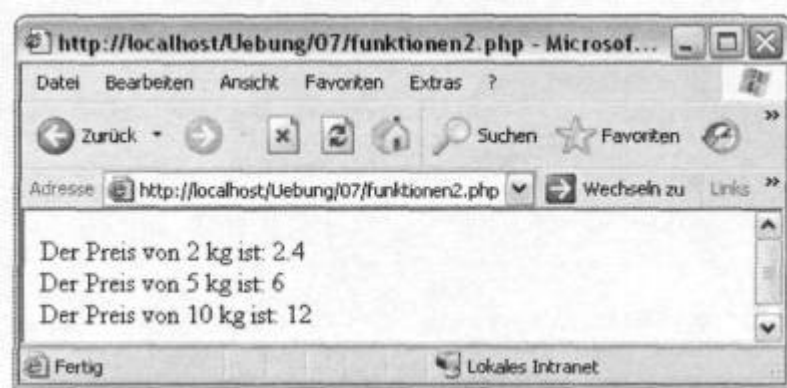 http://localhost/Uebung/07/funktionen2.php - Microsof...
Datei Bearbeiten Ansicht Favoriten Extras ?
Zurück Suchen Favoriten »
Adresse http://localhost/Uebung/07/funktionen2.php Wechseln zu Links »
Der Preis von 2 kg ist: 2.4
Der Preis von 5 kg ist: 6
Der Preis von 10 kg ist: 12
Fertig Lokales Intranet